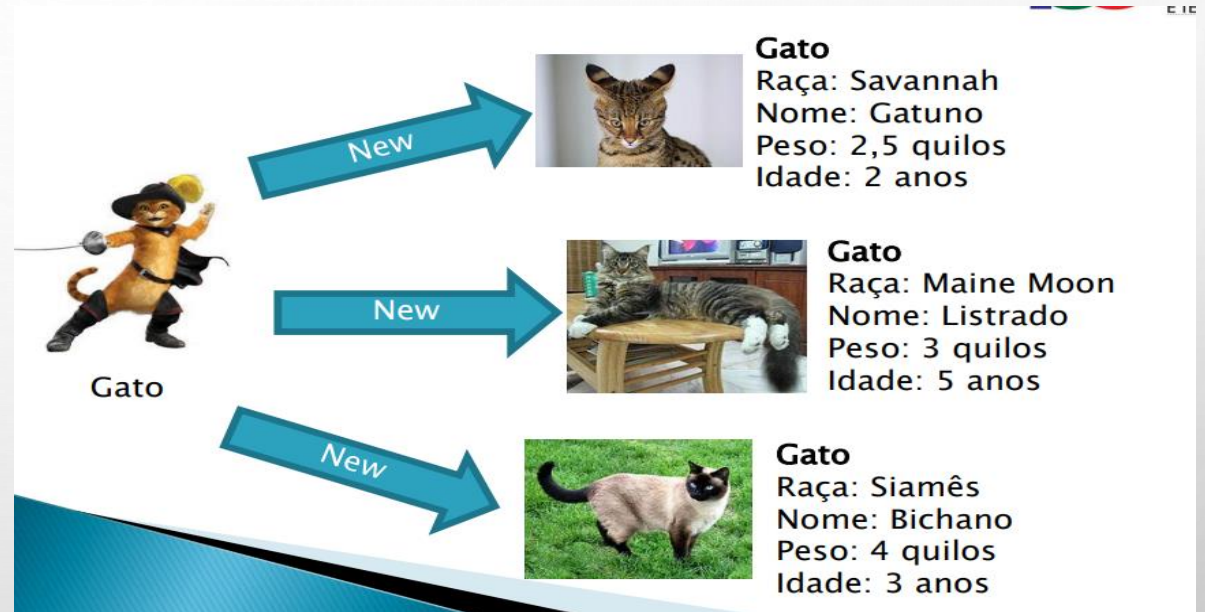 New
Gato
Raça: Savannah
Nome: Gatuno
Peso: 2,5 quilos
Idade: 2 anos
New
Gato
Raça: Maine Moon
Nome: Listrado
Peso: 3 quilos
Idade: 5 anos
Gato
New
Gato
Raça: Siamês
Nome: Bichano
Peso: 4 quilos
Idade: 3 anos